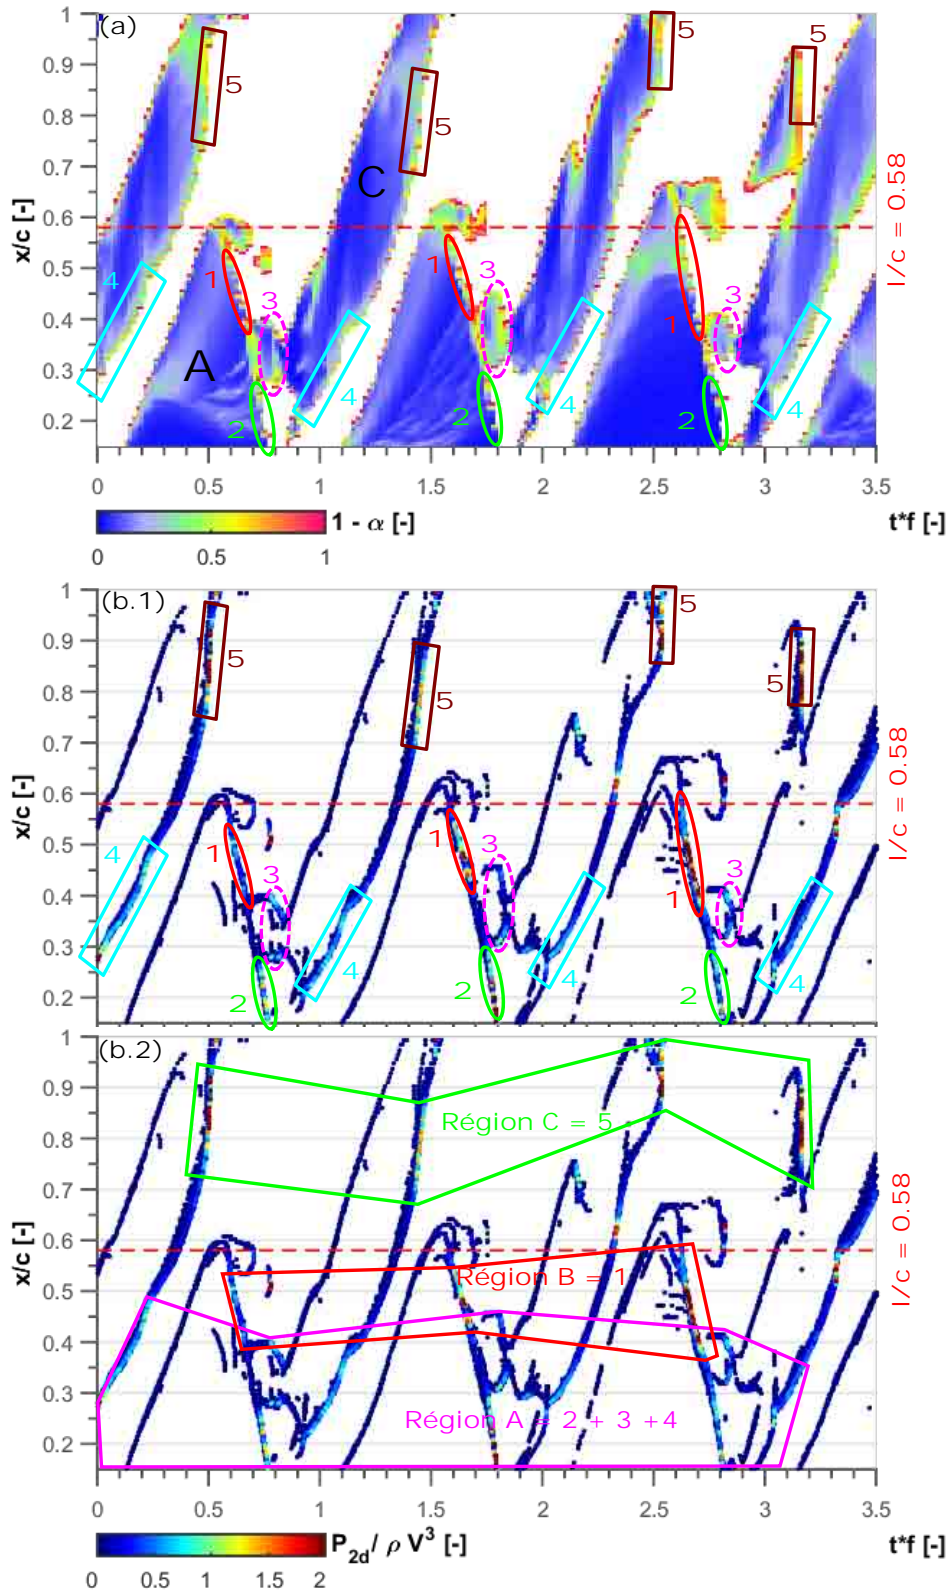 (a)
1
0.9
0.8
0.7
0.6
0.5
0.4
0.3
0.2
x/c [-]
5
5
5
5
C
4
1
3
A
2
4
3
2
1
4
1
3
2
4
l/c = 0.58
0 0.5 1 1.5 2 2.5 3 3.5
1 - α [-]
t*f [-]
0 0.5 1
(b.1)
1
0.9
0.8
0.7
0.6
0.5
0.4
0.3
0.2
x/c [-]
5
5
5
5
4
1
3
2
4
1
3
2
4
1
3
2
4
l/c = 0.58
(b.2)
1
0.9
0.8
0.7
0.6
0.5
0.4
0.3
0.2
x/c [-]
Région C = 5
Région B = 1
Région A = 2 + 3 +4
l/c = 0.58
0 0.5 1 1.5 2 2.5 3 3.5
P2d/ ρ V³ [-]
t*f [-]
0 0.5 1 1.5 2